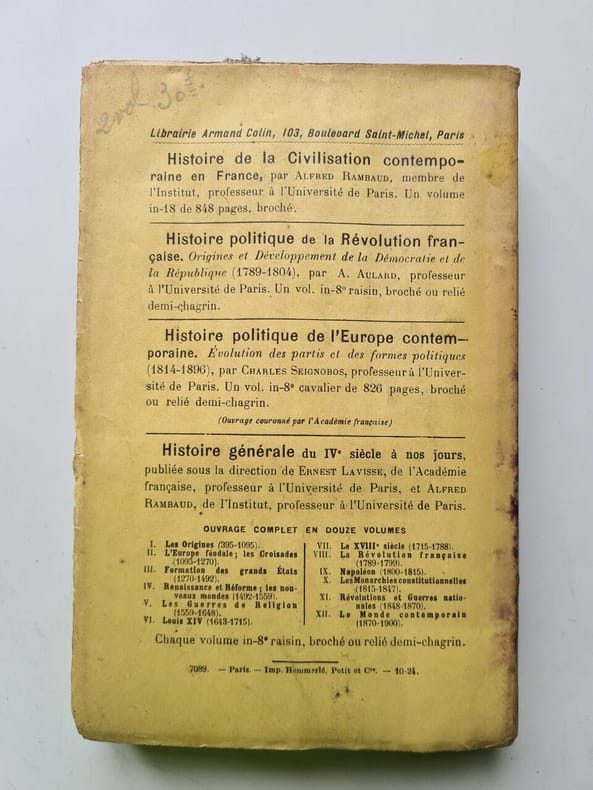 2 vol 30
Librairie Armand Colin, 103, Boulevard Saint-Michel, Paris
Histoire de la Civilisation contempo-
raine en France, par ALFRED RAMBAUD, membre de
l'Institut, professeur à l'Université de Paris. Un volume
in-18 de 848 pages, broché.
Histoire politique de la Révolution fran-
çaise. Origines et Développement de la Démocratie et de
la République (1789-1804), par A. AULARD, professeur
à l'Université de Paris. Un vol. in-8° raisin, broché ou relié
demi-chagrin.
Histoire politique de l'Europe contem-
poraine. Évolution des partis et des formes politiques
(1814-1896), par CHARLES SEIGNOBOS, professeur à l'Univer-
sité de Paris. Un vol. in-8° cavalier de 826 pages, broché
ou relié demi-chagrin.
(Ouvrage couronné par l'Académie française)
Histoire générale du IVe siècle à nos jours,
publiée sous la direction de ERNEST LAVISSE, de l'Académie
française, professeur à l'Université de Paris, et ALFRED
RAMBAUD, de l'Institut, professeur à l'Université de Paris.
OUVRAGE COMPLET EN DOUZE VOLUMES
I. Les Origines (395-1095).
II. L'Europe féodale; les Croisades
(1095-1270).
III. Formation des grands États
(1270-1492).
IV. Renaissance et Réforme; les nou-
veaux mondes (1492-1559).
V. Les Guerres de Religion
(1559-1648).
VI. Louis XIV (1643-1715).
VII. Le XVIIIe siècle (1715-1788).
VIII. La Révolution française
(1789-1799).
IX. Napoléon (1800-1815).
X. Les Monarchies constitutionnelles
(1815-1847).
XI. Révolutions et Guerres natio-
nales (1848-1870).
XII. Le Monde contemporain
(1870-1900).
Chaque volume in-8° raisin, broché ou relié demi-chagrin.
7089. — Paris. — Imp. Hemmerlé, Petit et Cie. — 10-24.